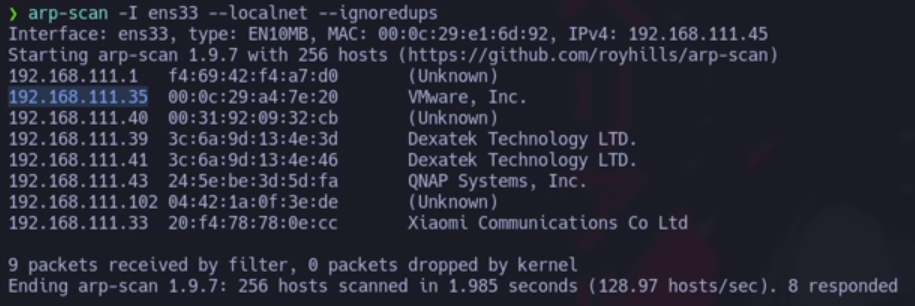 ❯ arp-scan -I ens33 --localnet --ignoredups
Interface: ens33, type: EN10MB, MAC: 00:0c:29:e1:6d:92, IPv4: 192.168.111.45
Starting arp-scan 1.9.7 with 256 hosts (https://github.com/royhills/arp-scan)
192.168.111.1 f4:69:42:f4:a7:d0 (Unknown)
192.168.111.35 00:0c:29:a4:7e:20 VMware, Inc.
192.168.111.40 00:31:92:09:32:cb (Unknown)
192.168.111.39 3c:6a:9d:13:4e:3d Dexatek Technology LTD.
192.168.111.41 3c:6a:9d:13:4e:46 Dexatek Technology LTD.
192.168.111.43 24:5e:be:3d:5d:fa QNAP Systems, Inc.
192.168.111.102 04:42:1a:0f:3e:de (Unknown)
192.168.111.33 20:f4:78:78:0e:cc Xiaomi Communications Co Ltd
9 packets received by filter, 0 packets dropped by kernel
Ending arp-scan 1.9.7: 256 hosts scanned in 1.985 seconds (128.97 hosts/sec). 8 responded